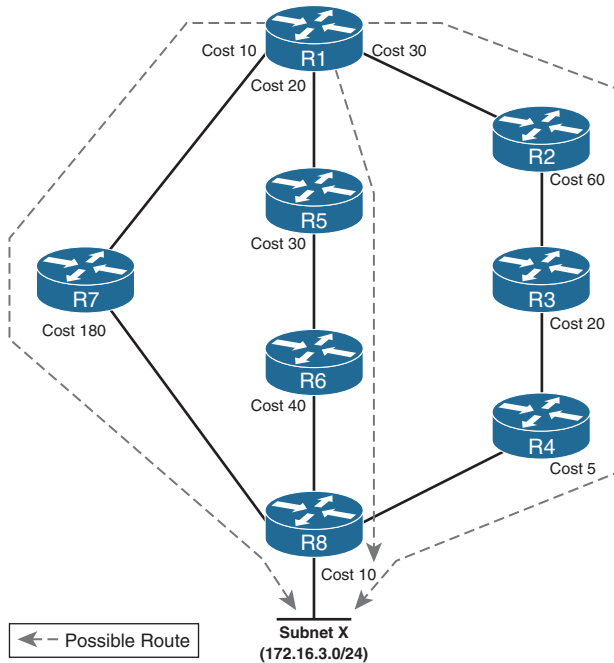 Cost 10
R1
Cost 30
Cost 20
R2
Cost 60
R5
Cost 30
R7
Cost 180
R3
Cost 20
R6
Cost 40
R4
Cost 5
R8
Cost 10
Possible Route
Subnet X
(172.16.3.0/24)